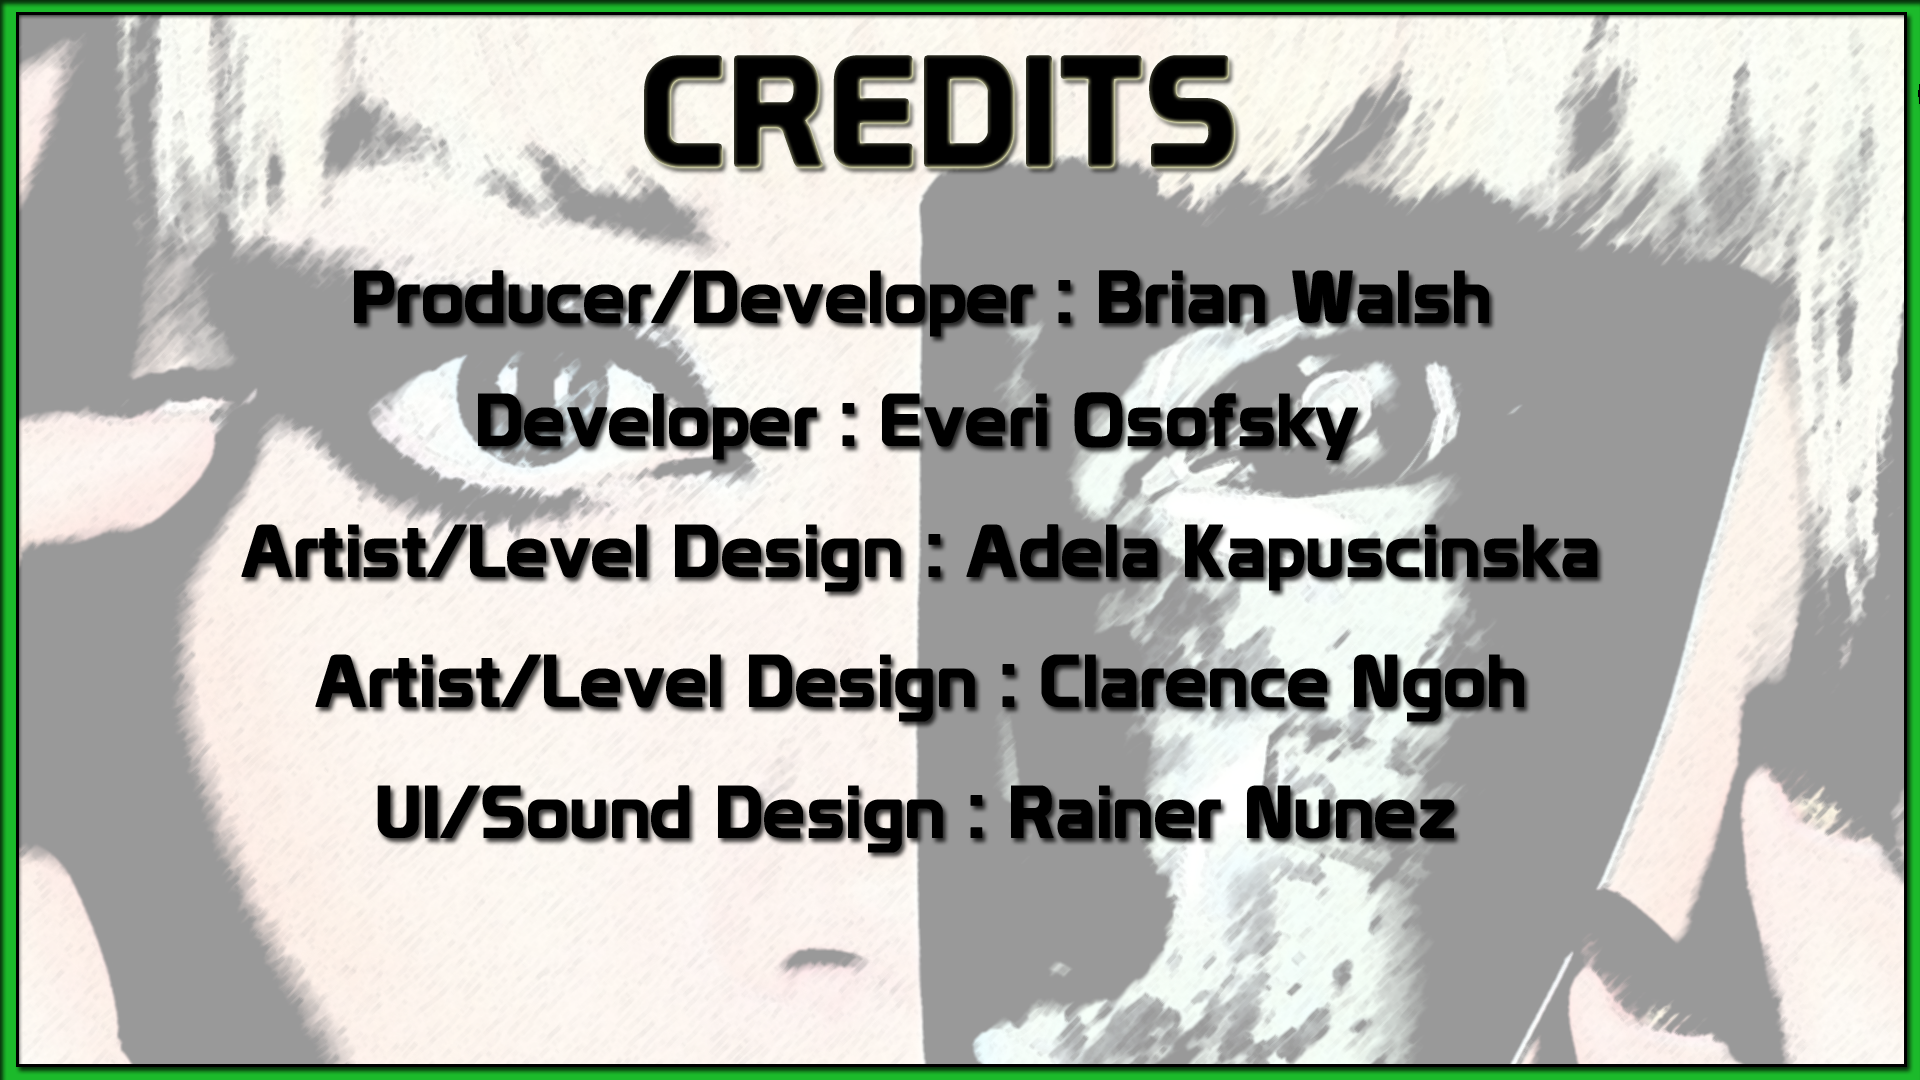 CREDITS
Producer/Developer : Brian Walsh
Developer : Everi Osofsky
Artist/Level Design : Adela Kapuscinska
Artist/Level Design : Clarence Ngoh
UI/Sound Design : Rainer Nunez